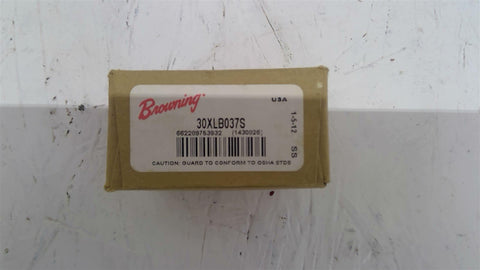 Browning.
USA
30XLB037S
662209763932 (1430026)
CAUTION: GUARD TO CONFORM TO OSHA STDS
1-5-12 SS